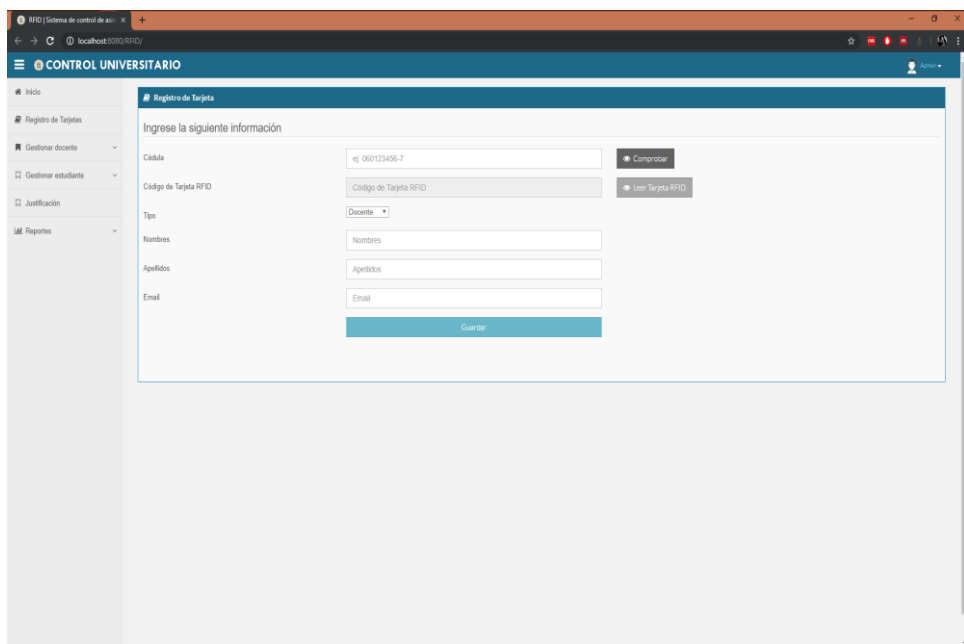 RFID | Sistema de control de asis
localhost:8080/RFID/
CONTROL UNIVERSITARIO
Admin
Inicio
Registro de Tarjetas
Gestionar docente
Gestionar estudiante
Justificación
Reportes
Registro de Tarjeta
Ingrese la siguiente información
Cédula
ej: 060123456-7
Comprobar
Código de Tarjeta RFID
Código de Tarjeta RFID
Leer Tarjeta RFID
Tipo
Docente
Nombres
Nombres
Apellidos
Apellidos
Email
Email
Guardar